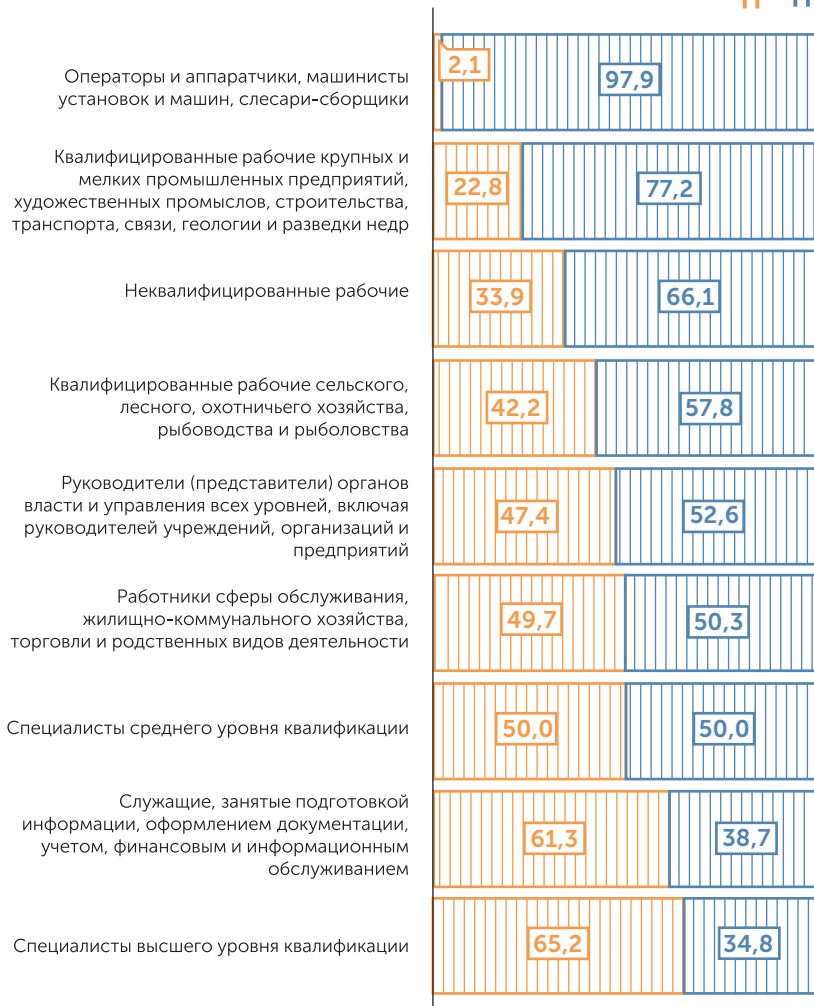 Операторы и аппаратчики, машинисты
установок и машин, слесари-сборщики
2,1
97,9
Квалифицированные рабочие крупных и
мелких промышленных предприятий,
художественных промыслов, строительства,
транспорта, связи, геологии и разведки недр
22,8
77,2
Неквалифицированные рабочие
33,9
66,1
Квалифицированные рабочие сельского,
лесного, охотничьего хозяйства,
рыбоводства и рыболовства
42,2
57,8
Руководители (представители) органов
власти и управления всех уровней, включая
руководителей учреждений, организаций и
предприятий
47,4
52,6
Работники сферы обслуживания,
жилищно-коммунального хозяйства,
торговли и родственных видов деятельности
49,7
50,3
Специалисты среднего уровня квалификации
50,0
50,0
Служащие, занятые подготовкой
информации, оформлением документации,
учетом, финансовым и информационным
обслуживанием
61,3
38,7
Специалисты высшего уровня квалификации
65,2
34,8